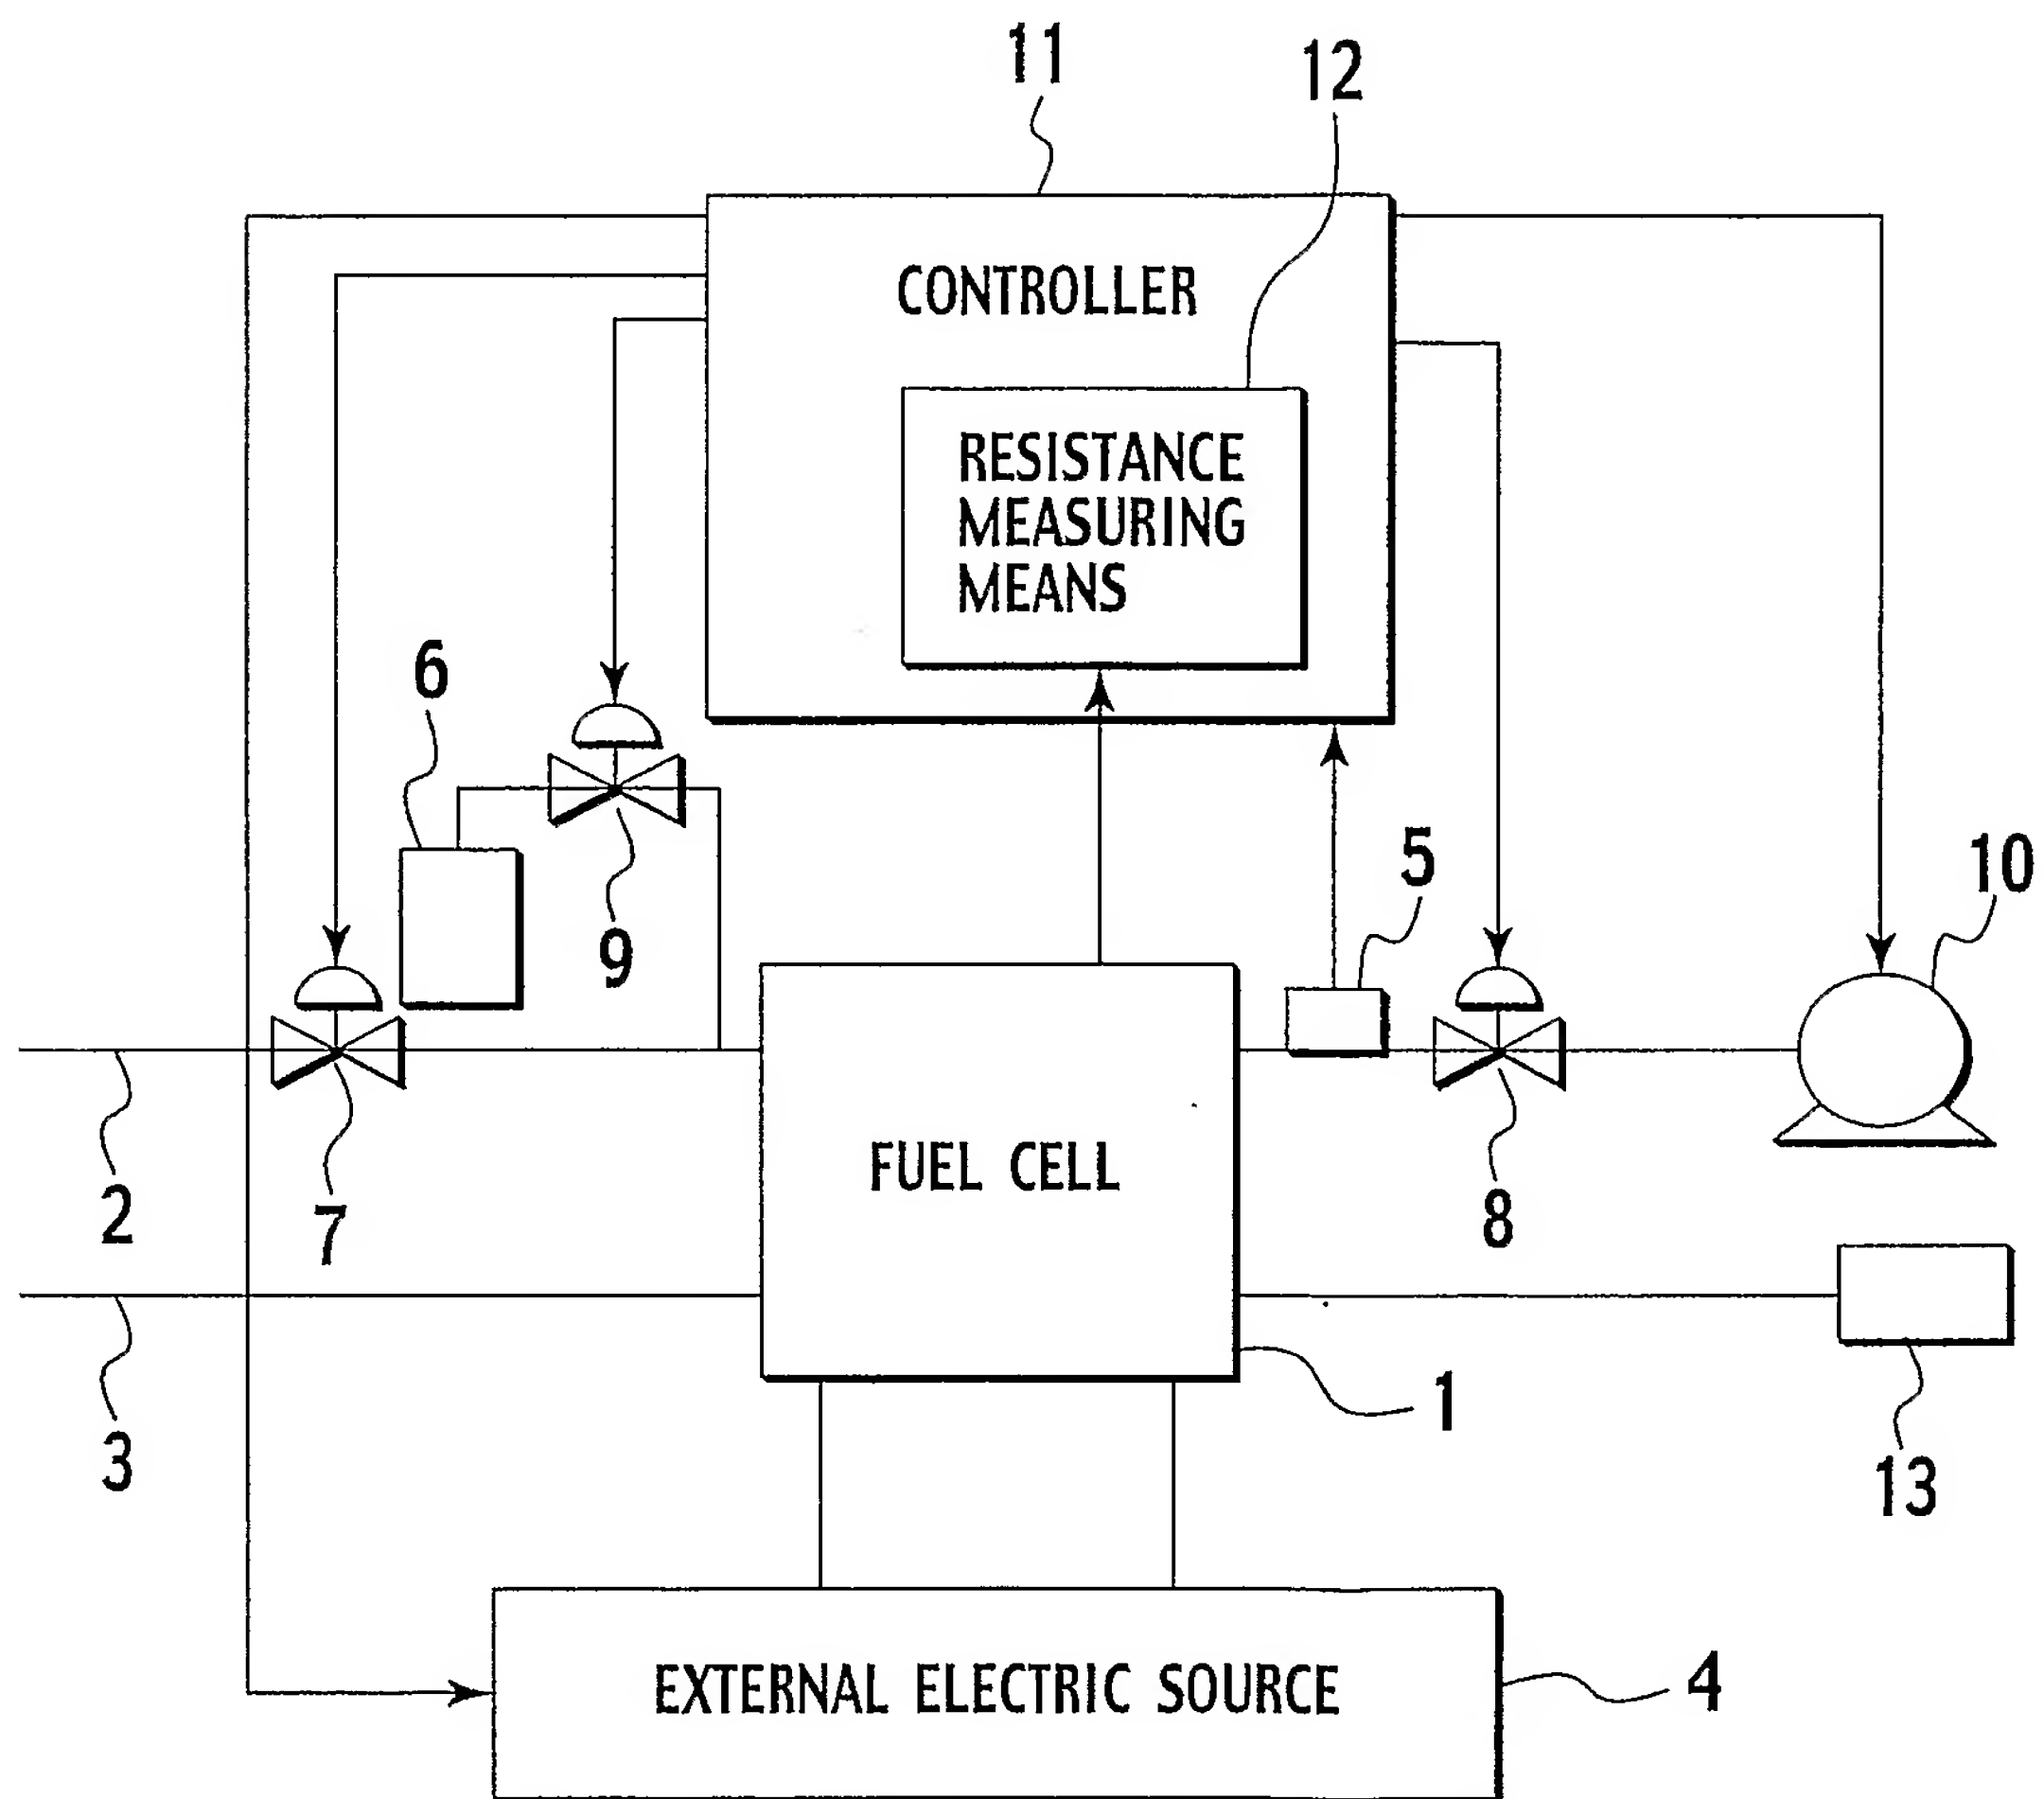 11
12
CONTROLLER
RESISTANCE
MEASURING
MEANS
6
9
5
10
FUEL CELL
2
7
8
3
1
13
EXTERNAL ELECTRIC SOURCE
4